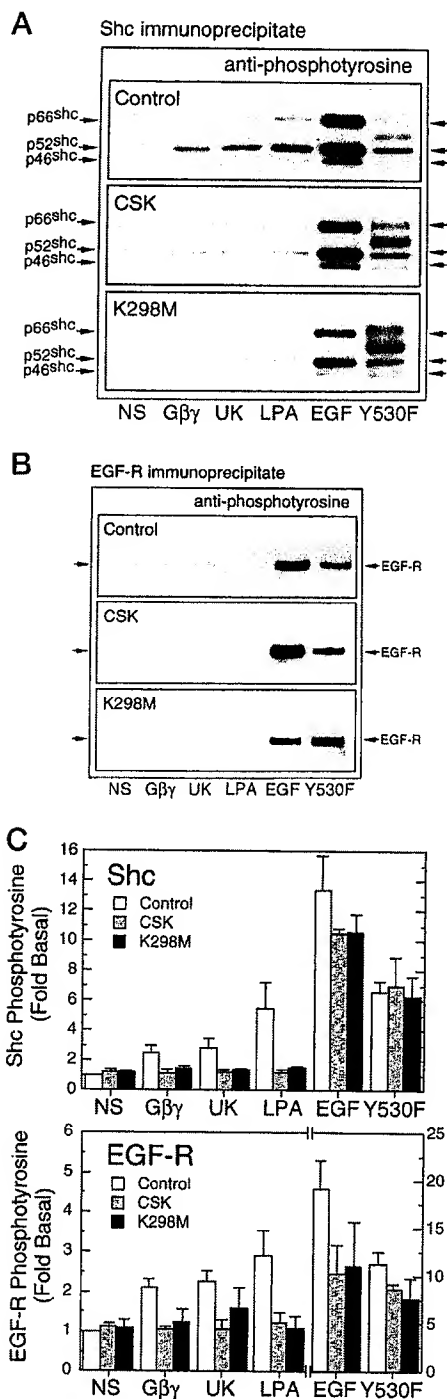 A
Shc immunoprecipitate
anti-phosphotyrosine
Control
p66shc
p52shc
p46shc
CSK
p66shc
p52shc
p46shc
K298M
p66shc
p52shc
p46shc
NS Gβγ UK LPA EGF Y530F
B
EGF-R immunoprecipitate
anti-phosphotyrosine
Control
EGF-R
CSK
EGF-R
K298M
EGF-R
NS Gβγ UK LPA EGF Y530F
C
Shc Phosphotyrosine
(Fold Basal)
16
14
12
10
8
6
4
2
0
Shc
Control
CSK
K298M
NS Gβγ UK LPA EGF Y530F
EGF-R Phosphotyrosine
(Fold Basal)
6
5
4
3
2
1
0
EGF-R
Control
CSK
K298M
25
20
15
10
5
0
NS Gβγ UK LPA EGF Y530F